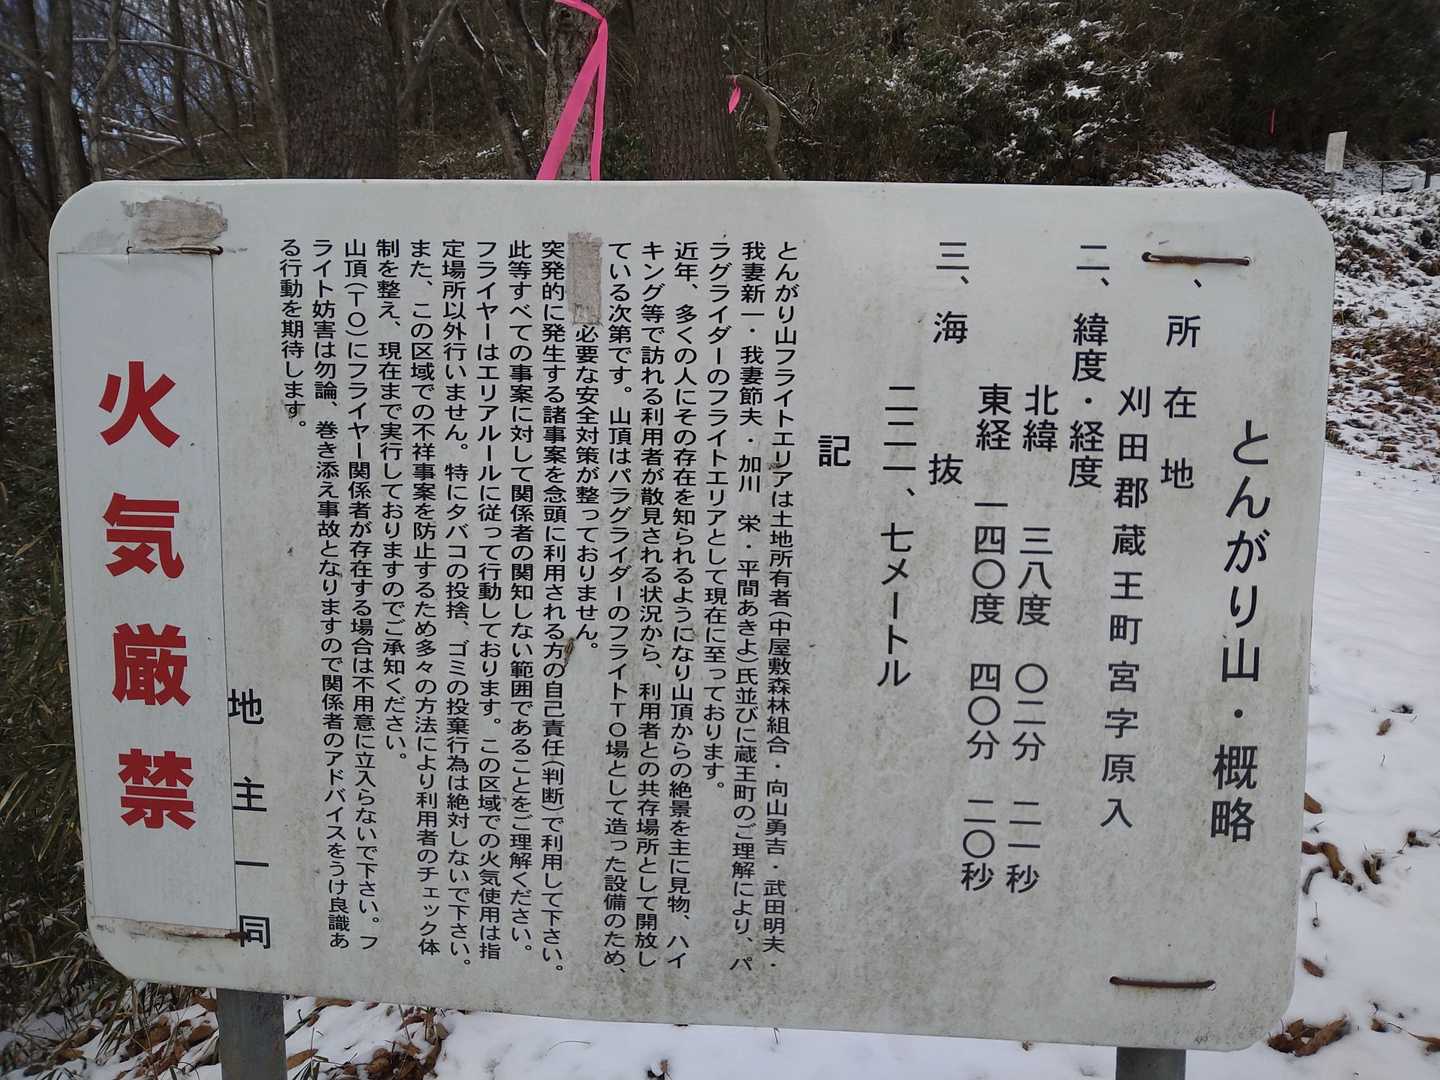 とんがり山・概略
、所在地
刈田郡蔵王町宮字原入
二、緯度・経度
北緯 三八度 〇二分 二一秒
東経 一四〇度 四〇分 二〇秒
三、海抜
二二一、七メートル
記
とんがり山フライトエリアは土地所有者(中屋敷森林組合・向山勇吉・武田明夫・
我妻新一・我妻節夫・加川 栄・平間あきよ)氏並びに蔵王町のご理解により、パ
ラグライダーのフライトエリアとして現在に至っております。
近年、多くの人にその存在を知られるようになり山頂からの絶景を主に見物、ハイ
キング等で訪れる利用者が散見される状況から、利用者との共存場所として開放し
ている次第です。山頂はパラグライダーのフライトTO場として造った設備のため、
必要な安全対策が整っておりません。
突発的に発生する諸事案を念頭に利用される方の自己責任(判断)で利用して下さい。
此等すべての事案に対して関係者の関知しない範囲であることをご理解ください。
フライヤーはエリアルールに従って行動しております。この区域での火気使用は指
定場所以外行いません。特にタバコの投捨、ゴミの投棄行為は絶対しないで下さい。
また、この区域での不祥事案を防止するため多々の方法により利用者のチェック体
制を整え、現在まで実行しておりますのでご承知ください。
山頂(TO)にフライヤー関係者が存在する場合は不用意に立入らないで下さい。フ
ライト妨害は勿論、巻き添え事故となりますので関係者のアドバイスをうけ良識あ
る行動を期待します。
地主一同
火気厳禁